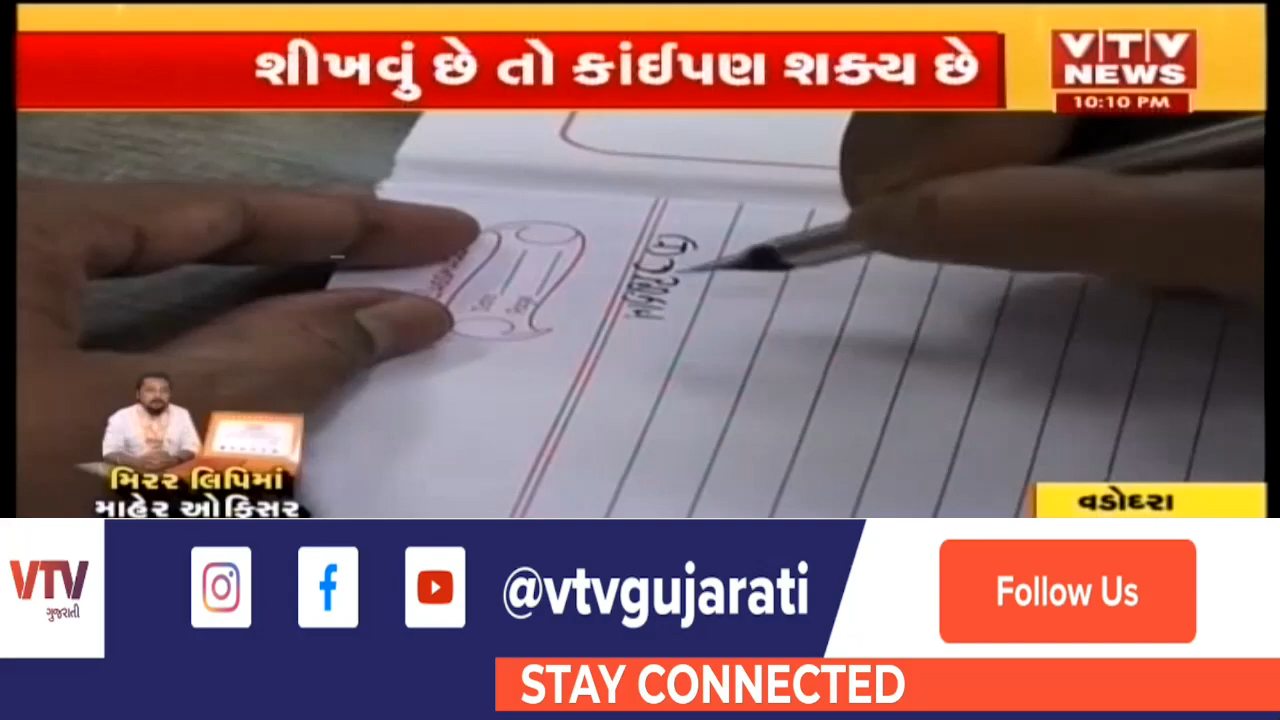 શીખવું છે તો કાંઈપણ શક્ય છે
VTV
NEWS
10:10 PM
મિરર લિપિમાં
માહેર ઓફિસર
વડોદરા
VTV
ગુજરાતી
@vtvgujarati
Follow Us
STAY CONNECTED